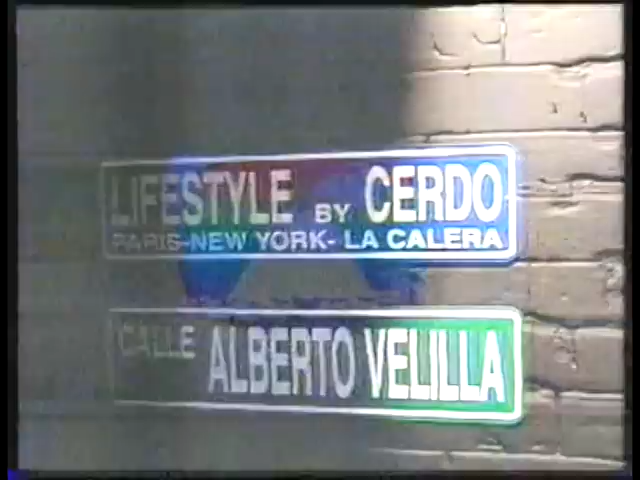 LIFESTYLE BY CERDO
PARIS-NEW YORK-LA CALERA
CALLE ALBERTO VELILLA